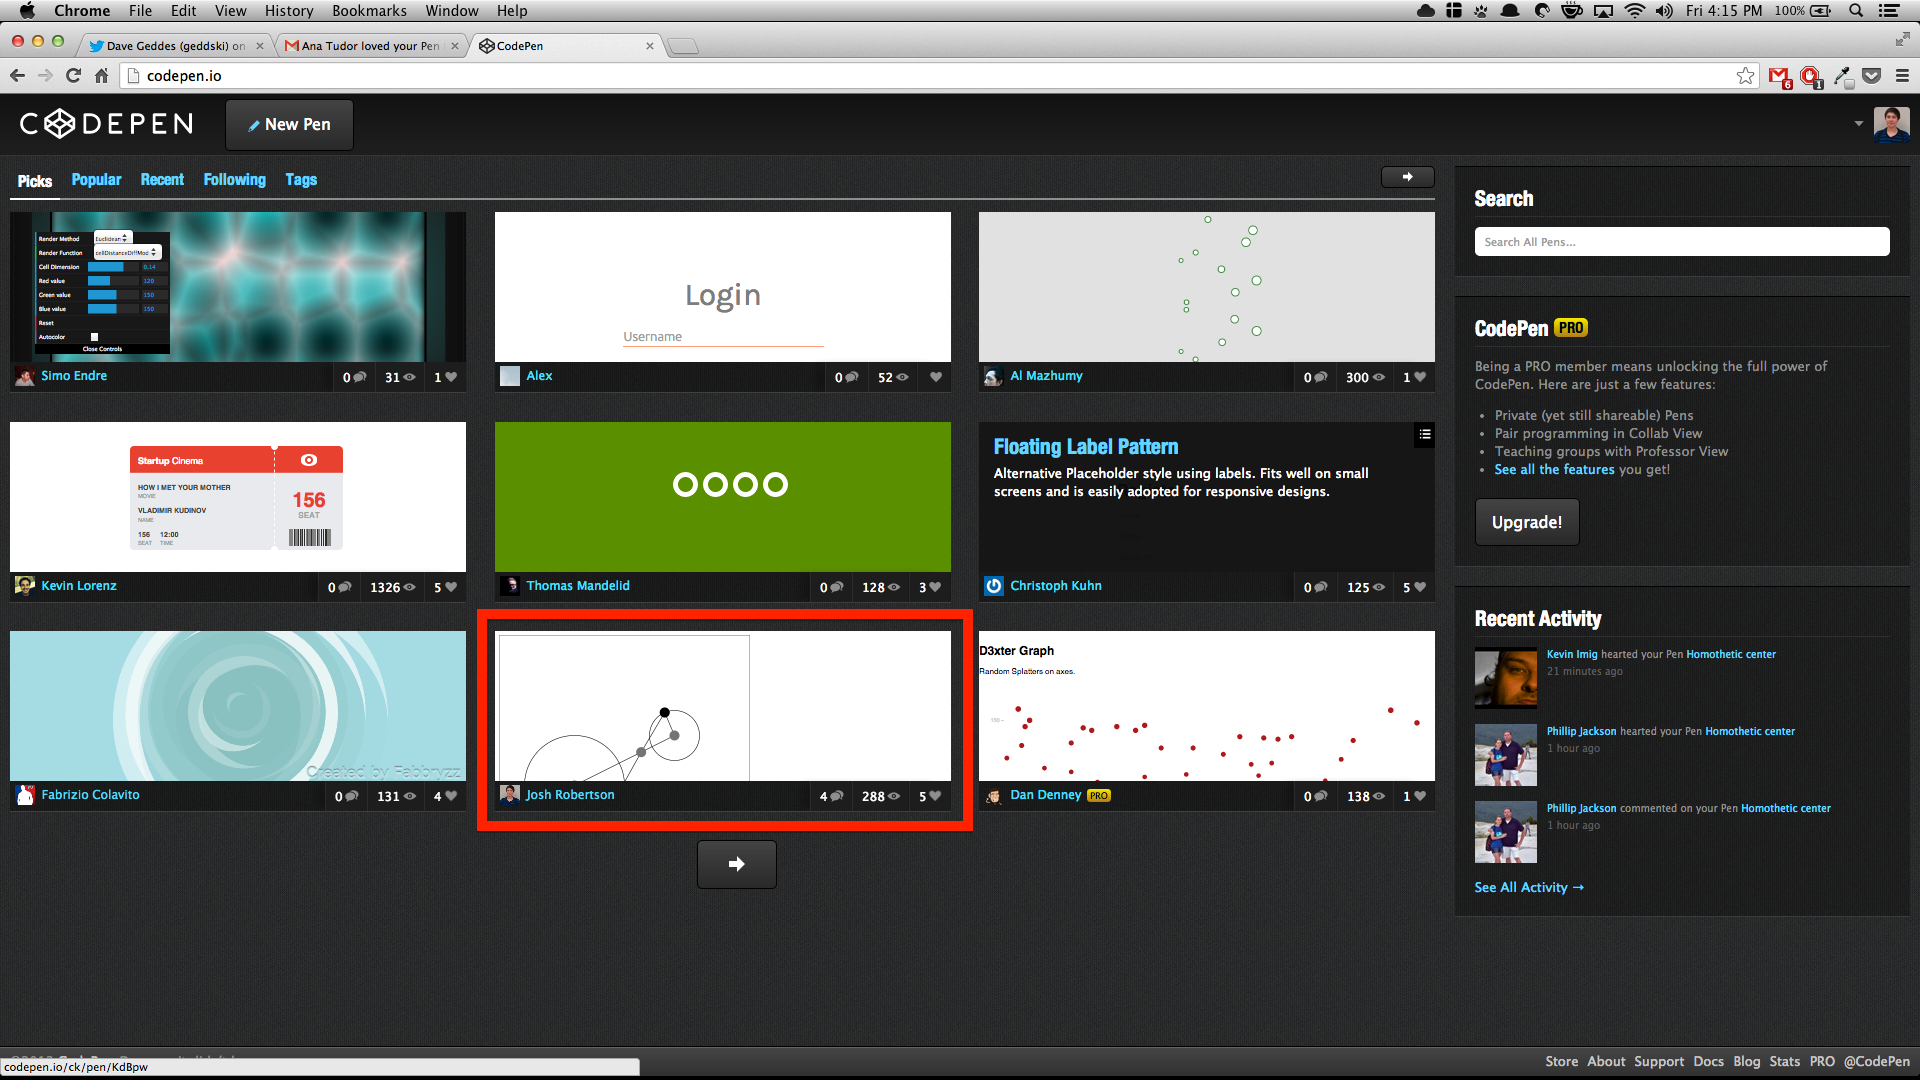 Chrome File Edit View History Bookmarks Window Help
Fri 4:15 PM 100%
Dave Geddes (geddski) on
Ana Tudor loved your Pen
CodePen
codepen.io
6
1
CODEPEN
New Pen
Picks Popular Recent Following Tags
Render Method Euclidean
Render Function cellDistanceDiffMod
Cell Dimension 0.14
Red value 120
Green value 150
Blue value 150
Reset
Autocolor
Close Controls
Simo Endre 0 31 1
Login
Username
Alex 0 52
Al Mazhumy 0 300 1
Startup Cinema
HOW I MET YOUR MOTHER
MOVIE
VLADIMIR KUDINOV
NAME
156 12:00
SEAT TIME
156
SEAT
Kevin Lorenz 0 1326 5
Thomas Mandelid 0 128 3
Floating Label Pattern
Alternative Placeholder style using labels. Fits well on small
screens and is easily adopted for responsive designs.
Christoph Kuhn 0 125 5
Created by Fabbryzz
Fabrizio Colavito 0 131 4
Josh Robertson 4 288 5
D3xter Graph
Random Splatters on axes.
150
Dan Denney PRO 0 138 1
Search
Search All Pens...
CodePen PRO
Being a PRO member means unlocking the full power of
CodePen. Here are just a few features:
• Private (yet still shareable) Pens
• Pair programming in Collab View
• Teaching groups with Professor View
• See all the features you get!
Upgrade!
Recent Activity
Kevin Imig hearted your Pen Homothetic center
21 minutes ago
Phillip Jackson hearted your Pen Homothetic center
1 hour ago
Phillip Jackson commented on your Pen Homothetic center
1 hour ago
See All Activity →
codepen.io/ck/pen/KdBpw
Store About Support Docs Blog Stats PRO @CodePen